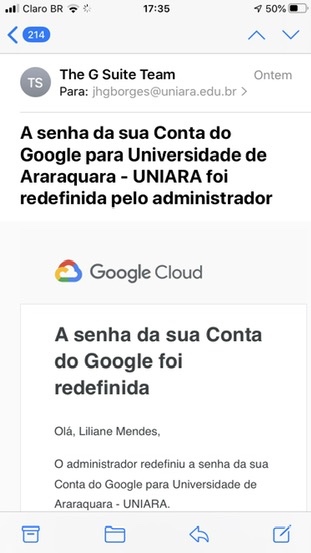 Claro BR 17:35 50%
214
TS
The G Suite Team Ontem
Para: jhgborges@uniara.edu.br
A senha da sua Conta do
Google para Universidade de
Araraquara - UNIARA foi
redefinida pelo administrador
Google Cloud
A senha da sua Conta
do Google foi
redefinida
Olá, Liliane Mendes,
O administrador redefiniu a senha da sua
Conta do Google para Universidade de
Araraquara - UNIARA.